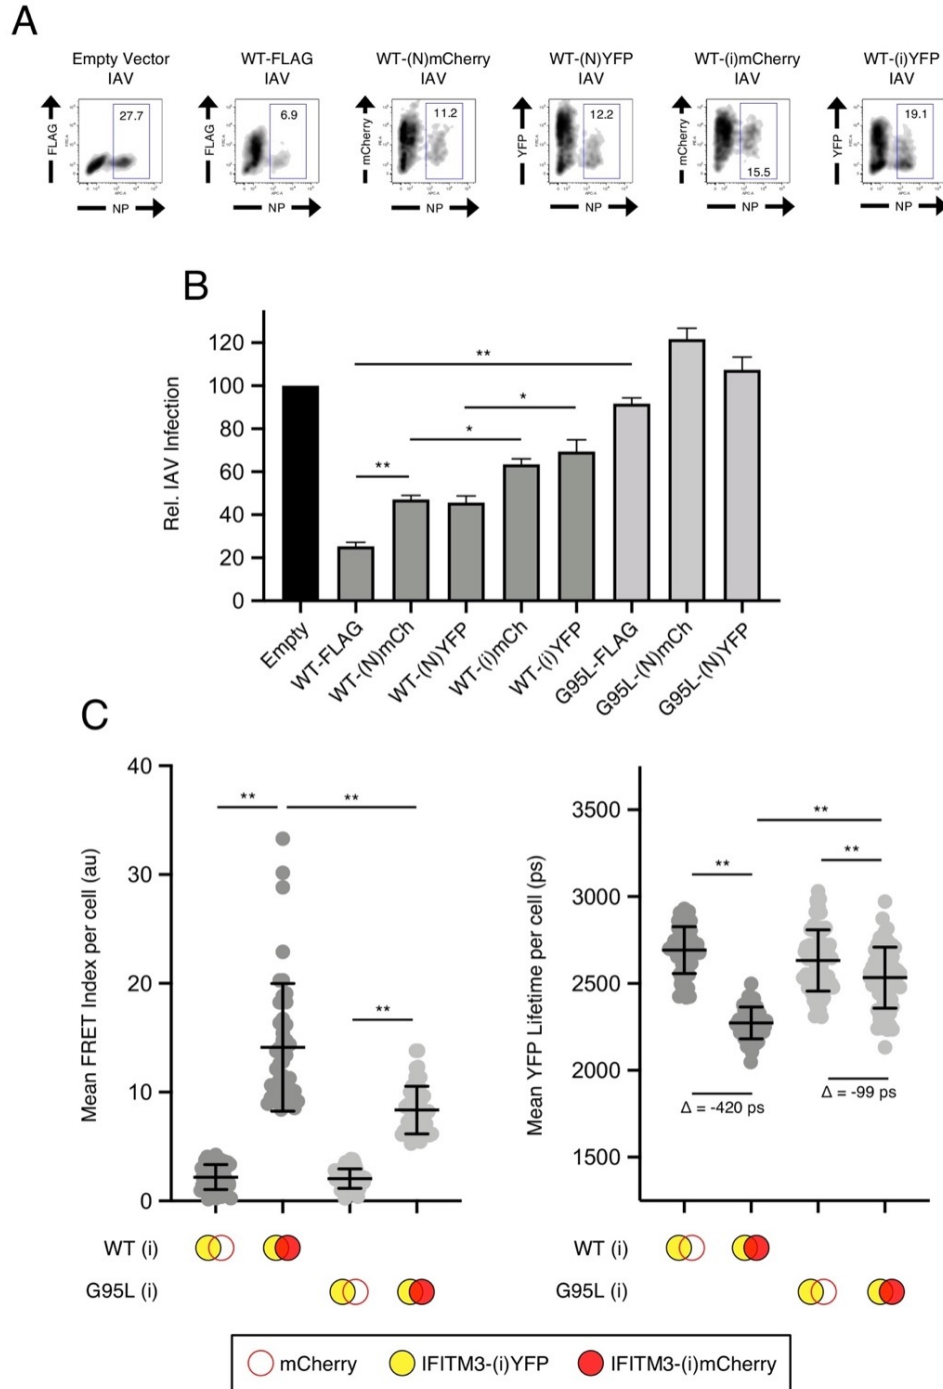 A
Empty Vector IAV
WT-FLAG IAV
WT-(N)mCherry IAV
WT-(N)YFP IAV
WT-(i)mCherry IAV
WT-(i)YFP IAV
FLAG
27.7
NP
FLAG
6.9
NP
mCherry
11.2
NP
YFP
12.2
NP
mCherry
15.5
NP
YFP
19.1
NP
B
Rel. IAV Infection
120
100
80
60
40
20
0
**
**
*
*
Empty
WT-FLAG
WT-(N)mCh
WT-(N)YFP
WT-(i)mCh
WT-(i)YFP
G95L-FLAG
G95L-(N)mCh
G95L-(N)YFP
C
Mean FRET Index per cell (au)
40
30
20
10
0
**
**
**
WT (i)
G95L (i)
Mean YFP Lifetime per cell (ps)
3500
3000
2500
2000
1500
**
**
**
Δ = -420 ps
Δ = -99 ps
WT (i)
G95L (i)
mCherry
IFITM3-(i)YFP
IFITM3-(i)mCherry